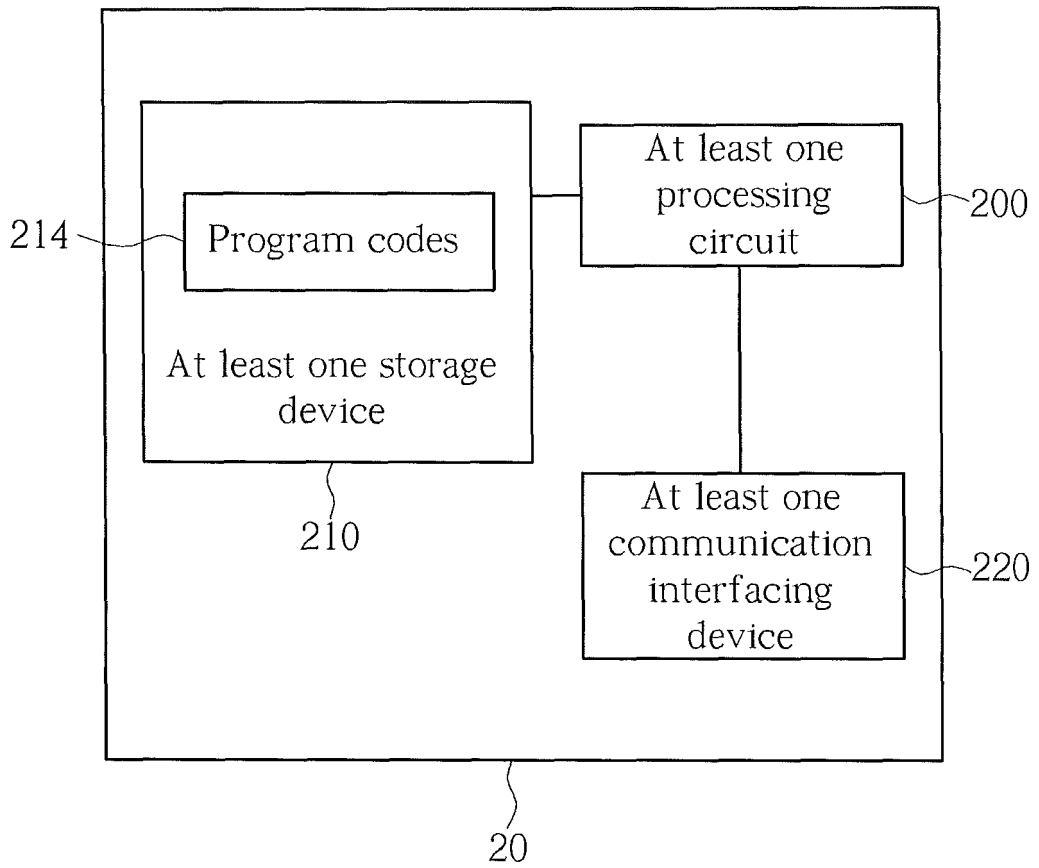 At least one
processing
circuit
200
214
Program codes
At least one storage
device
210
At least one
communication
interfacing
device
220
20